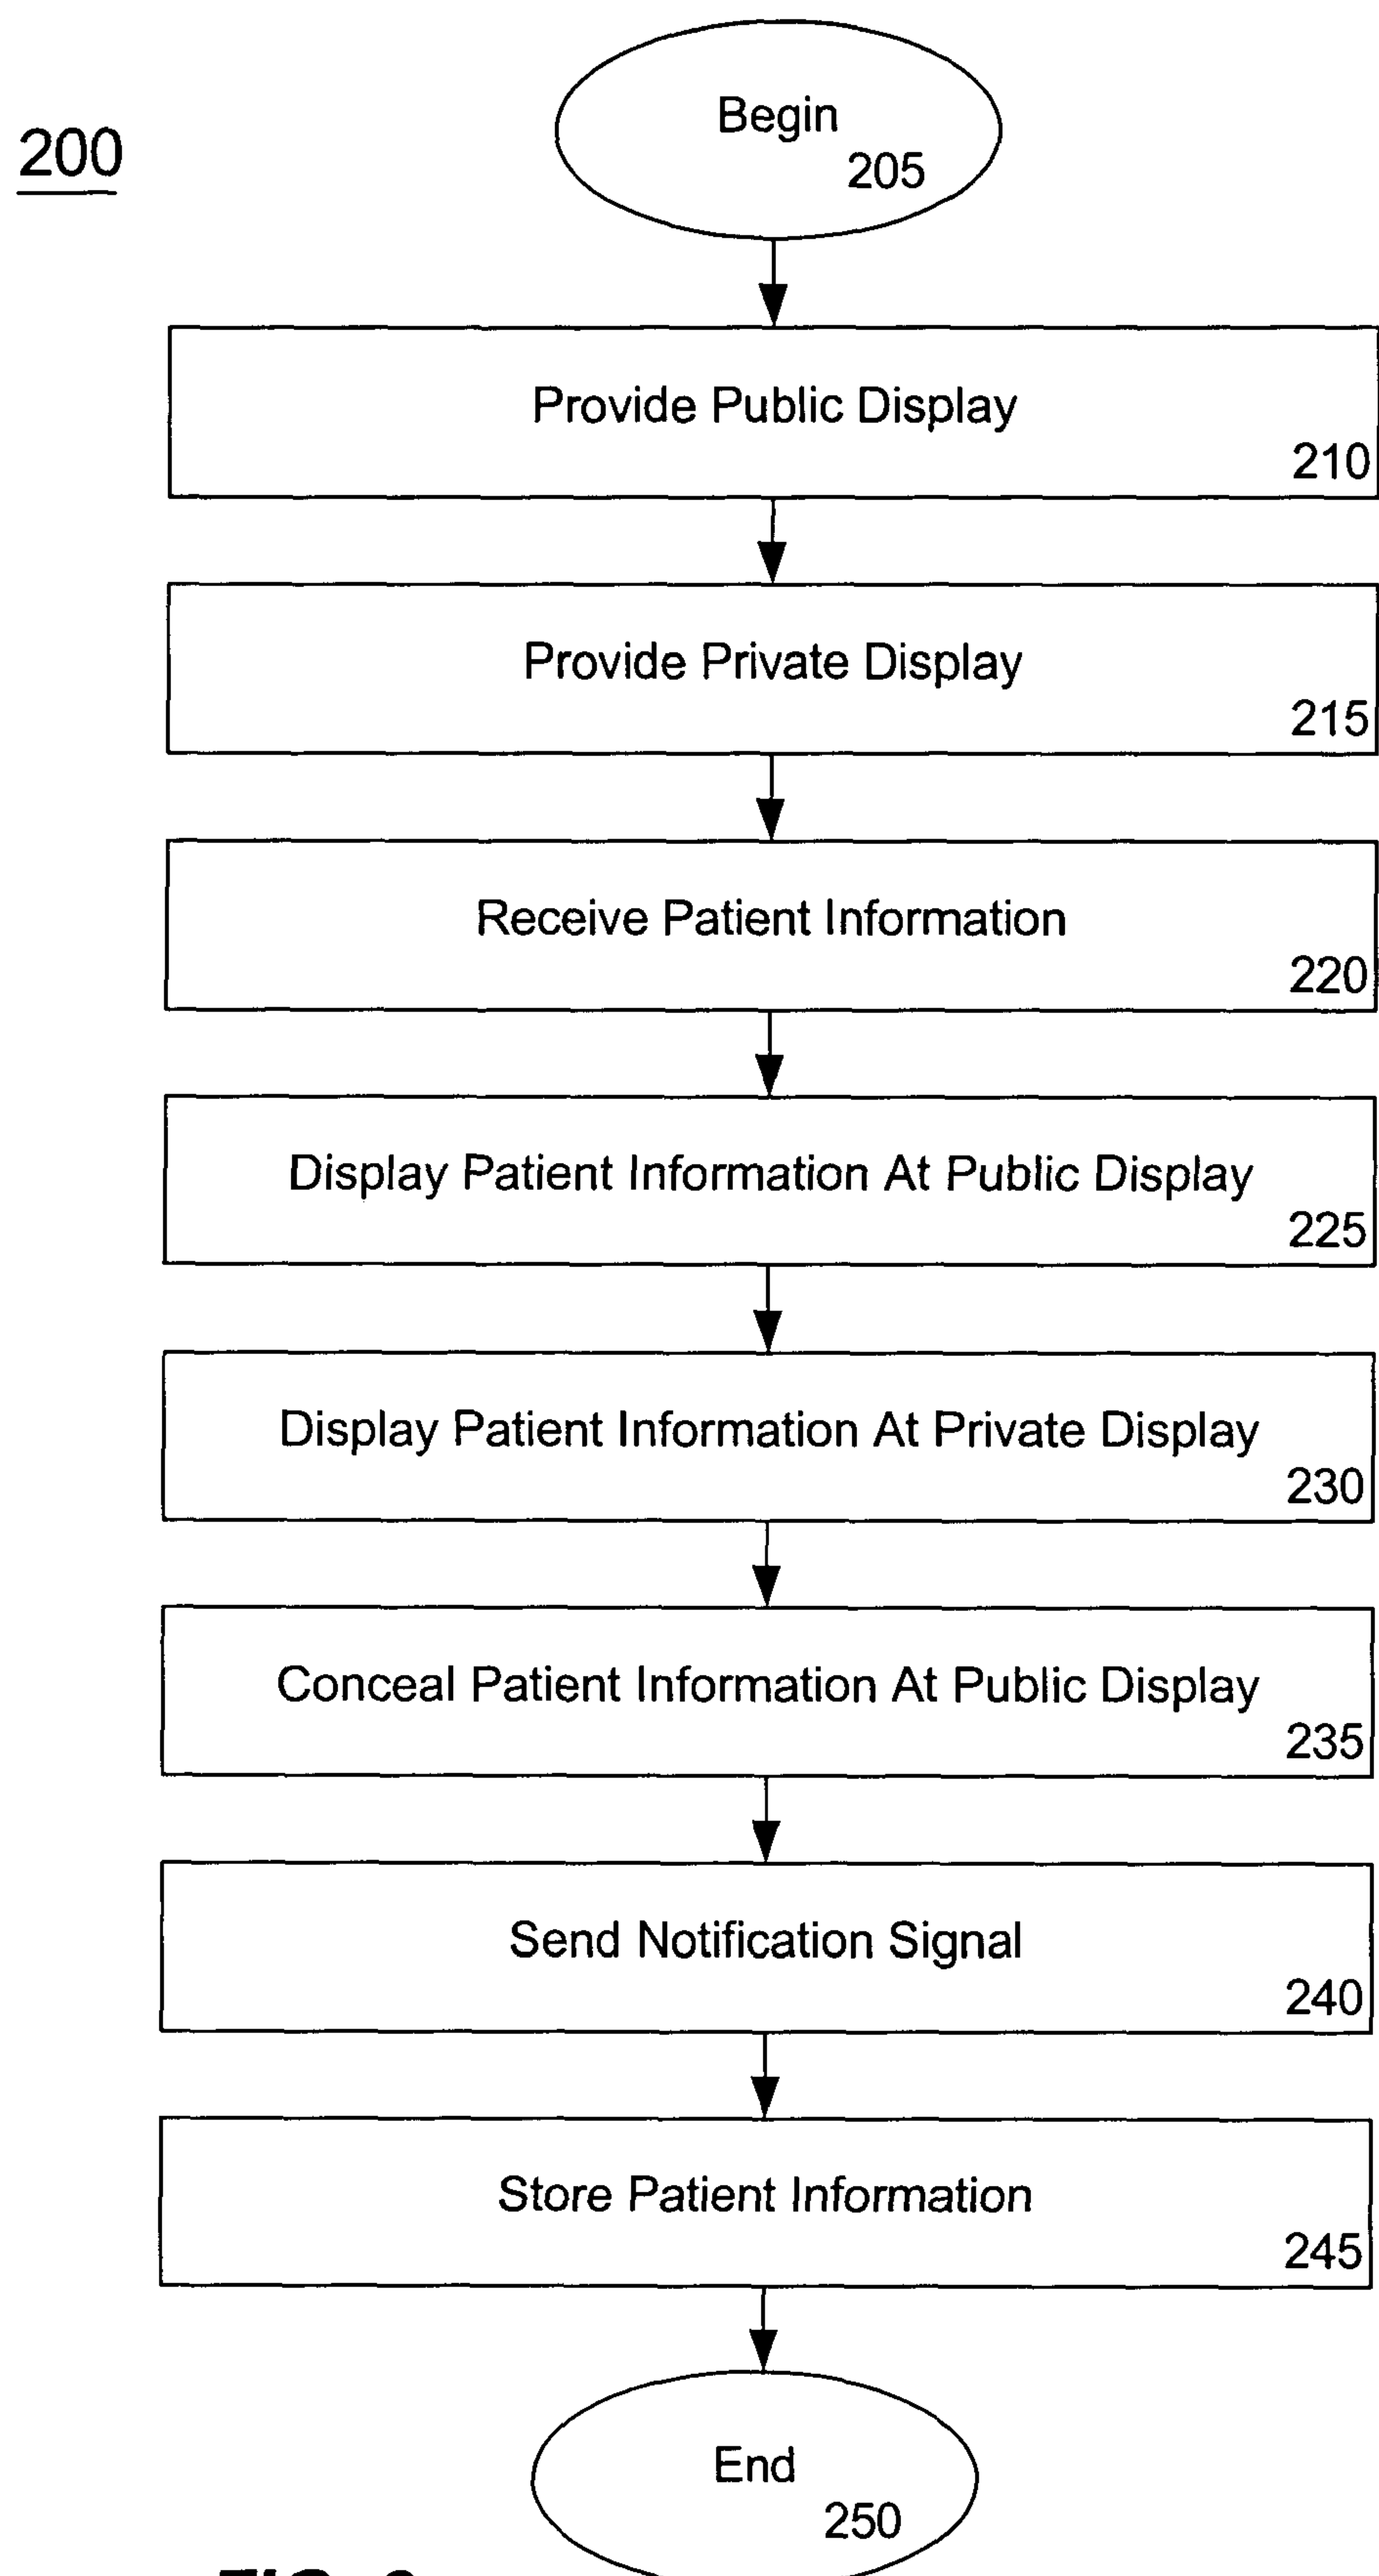 200
Begin
205
Provide Public Display
210
Provide Private Display
215
Receive Patient Information
220
Display Patient Information At Public Display
225
Display Patient Information At Private Display
230
Conceal Patient Information At Public Display
235
Send Notification Signal
240
Store Patient Information
245
End
250